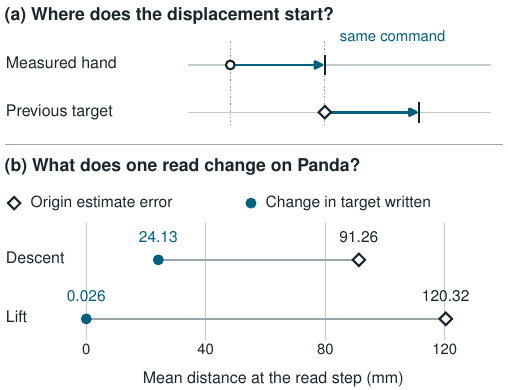 (a) Where does the displacement start?
same command
Measured hand
Previous target
(b) What does one read change on Panda?
Origin estimate error
Change in target written
24.13
91.26
Descent
0.026
120.32
Lift
0
40
80
120
Mean distance at the read step (mm)